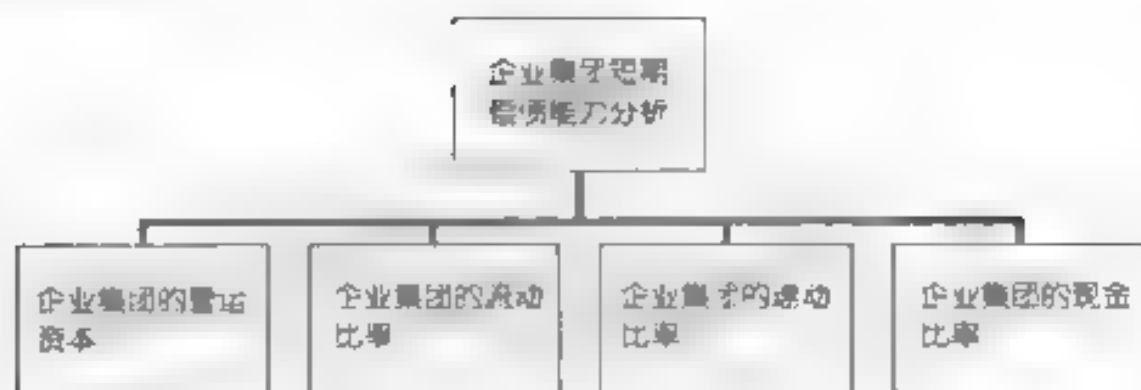 企业集团短期
偿债能力分析
企业集团的营运
资本
企业集团的流动
比率
企业集团的速动
比率
企业集团的现金
比率